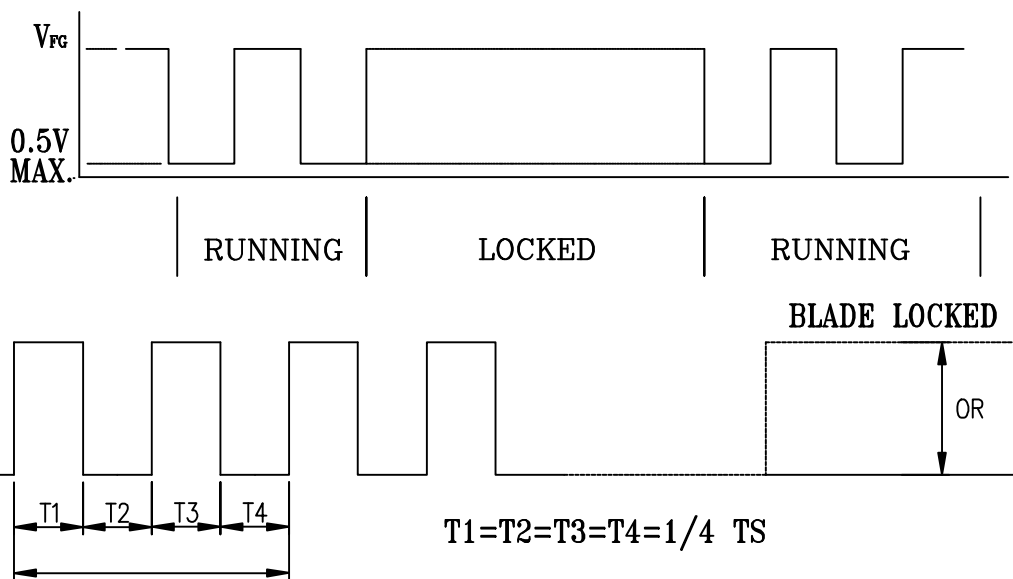 VFG
0.5V
MAX.
RUNNING LOCKED RUNNING
BLADE LOCKED
OR
T1 T2 T3 T4
T1=T2=T3=T4=1/4 TS